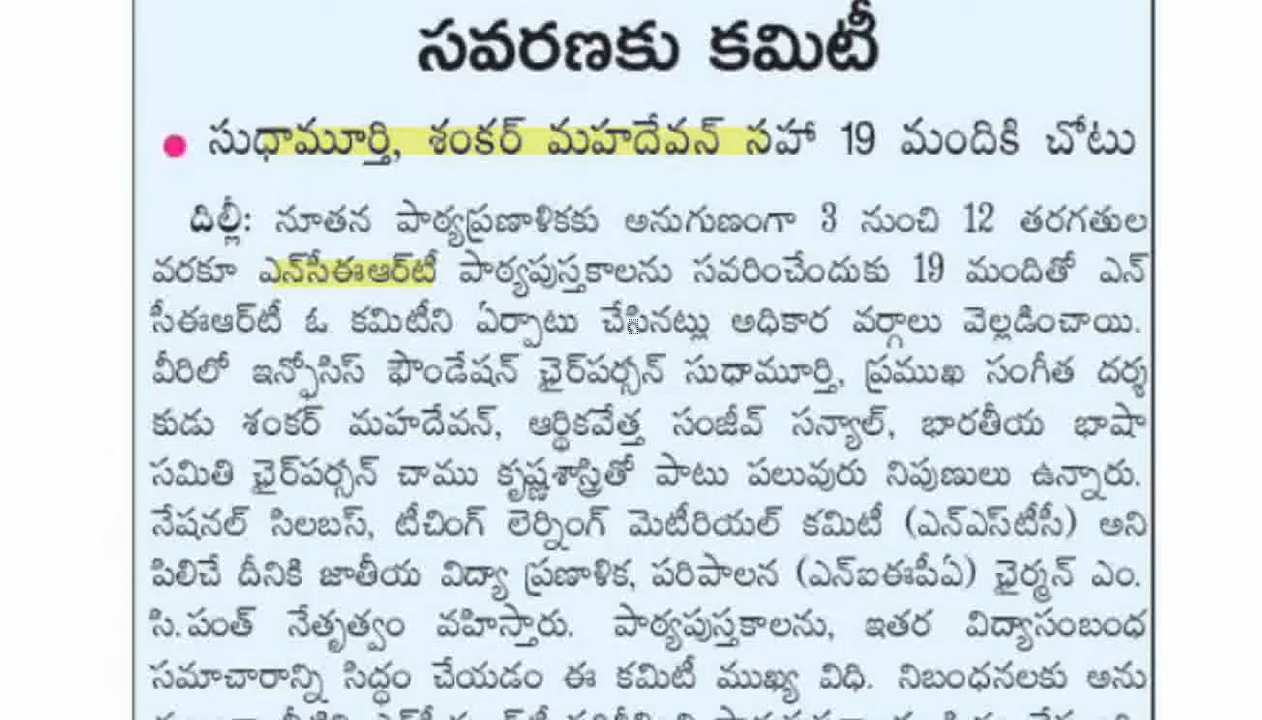 సవరణకు కమిటీ
సుధామూర్తి, శంకర్ మహదేవన్ సహా 19 మందికి చోటు
దిల్లీ: నూతన పాఠ్యప్రణాళికకు అనుగుణంగా 3 నుంచి 12 తరగతుల
వరకూ ఎన్‌సీఈఆర్‌టీ పాఠ్యపుస్తకాలను సవరించేందుకు 19 మందితో ఎన్
సీఈఆర్‌టీ ఓ కమిటీని ఏర్పాటు చేసినట్లు అధికార వర్గాలు వెల్లడించాయి.
వీరిలో ఇన్ఫోసిస్ ఫౌండేషన్ ఛైర్‌పర్సన్ సుధామూర్తి, ప్రముఖ సంగీత దర్శ
కుడు శంకర్ మహదేవన్, ఆర్థికవేత్త సంజీవ్ సన్యాల్, భారతీయ భాషా
సమితి ఛైర్‌పర్సన్ చాము కృష్ణశాస్త్రితో పాటు పలువురు నిపుణులు ఉన్నారు.
నేషనల్ సిలబస్, టీచింగ్ లెర్నింగ్ మెటీరియల్ కమిటీ (ఎన్ఎస్‌టీసీ) అని
పిలిచే దీనికి జాతీయ విద్యా ప్రణాళిక, పరిపాలన (ఎన్ఐఈపీఏ) ఛైర్మన్ ఎం.
సి.పంత్ నేతృత్వం వహిస్తారు. పాఠ్యపుస్తకాలను, ఇతర విద్యాసంబంధ
సమాచారాన్ని సిద్ధం చేయడం ఈ కమిటీ ముఖ్య విధి. నిబంధనలకు అను